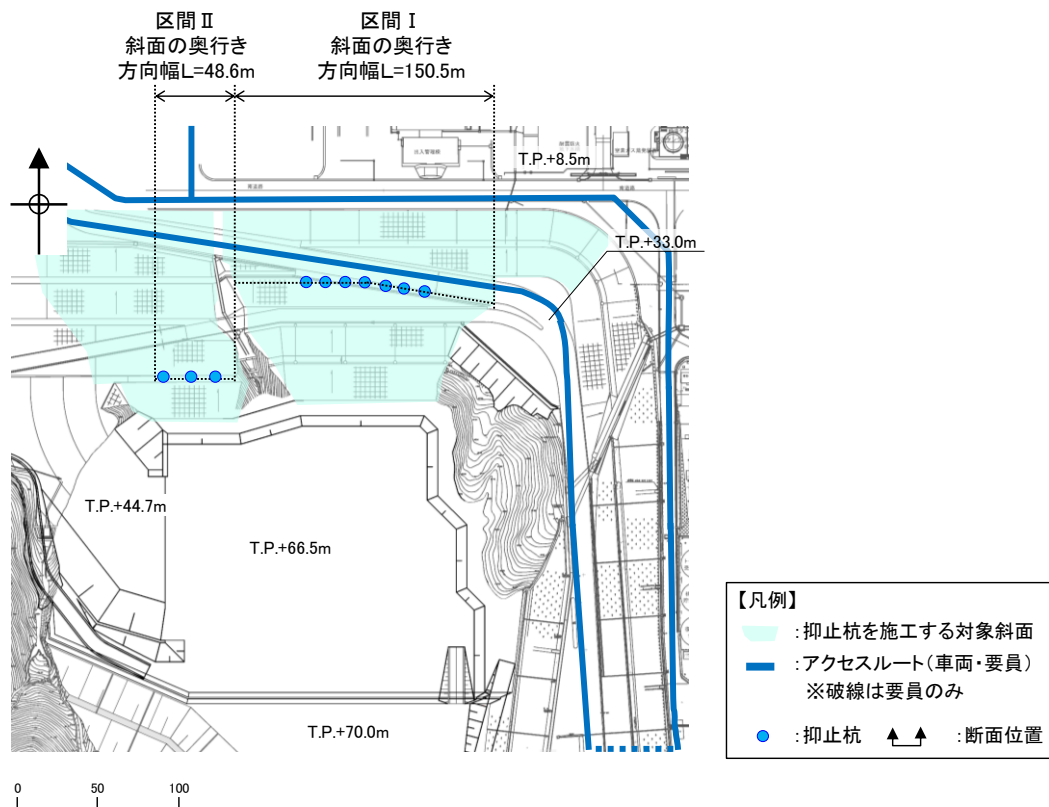 区間Ⅱ
斜面の奥行き
方向幅L=48.6m
区間Ⅰ
斜面の奥行き
方向幅L=150.5m
T.P.+8.5m
T.P.+33.0m
T.P.+44.7m
T.P.+66.5m
T.P.+70.0m
【凡例】
:抑止杭を施工する対象斜面
:アクセスルート(車両・要員)
※破線は要員のみ
:抑止杭
:断面位置
0 50 100